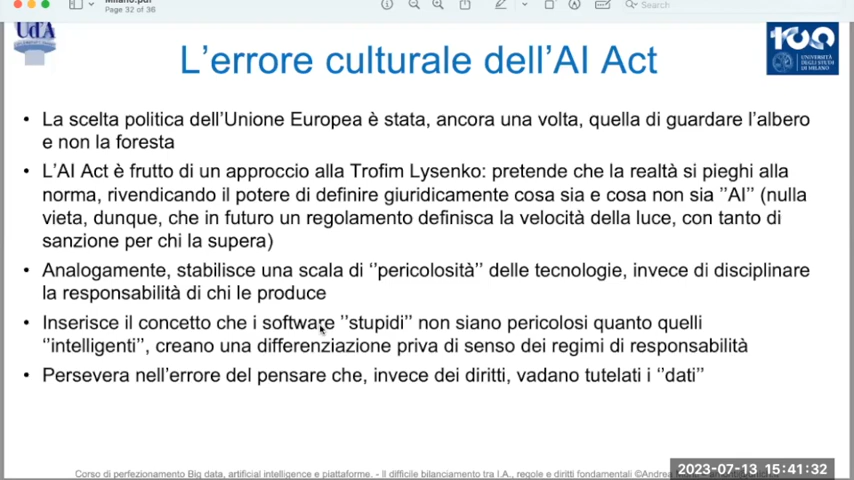 Page 32 of 36
Search
UdA
100
UNIVERSITÀ
DEGLI STUDI
DI MILANO
L'errore culturale dell'AI Act
• La scelta politica dell'Unione Europea è stata, ancora una volta, quella di guardare l'albero
e non la foresta
• L'AI Act è frutto di un approccio alla Trofim Lysenko: pretende che la realtà si pieghi alla
norma, rivendicando il potere di definire giuridicamente cosa sia e cosa non sia ''AI'' (nulla
vieta, dunque, che in futuro un regolamento definisca la velocità della luce, con tanto di
sanzione per chi la supera)
• Analogamente, stabilisce una scala di ''pericolosità'' delle tecnologie, invece di disciplinare
la responsabilità di chi le produce
• Inserisce il concetto che i software ''stupidi'' non siano pericolosi quanto quelli
''intelligenti'', creano una differenziazione priva di senso dei regimi di responsabilità
• Persevera nell'errore del pensare che, invece dei diritti, vadano tutelati i ''dati''
Corso di perfezionamento Big data, artificial intelligence e piattaforme. - Il difficile bilanciamento tra I.A., regole e diritti fondamentali ©Andrea
2023-07-13 15:41:32